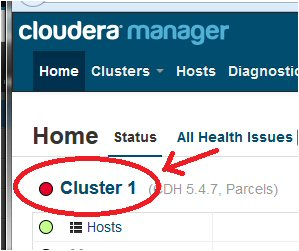 cloudera manager
Home Clusters Hosts Diagnostic
Home Status All Health Issues
Cluster 1 (CDH 5.4.7, Parcels)
Hosts